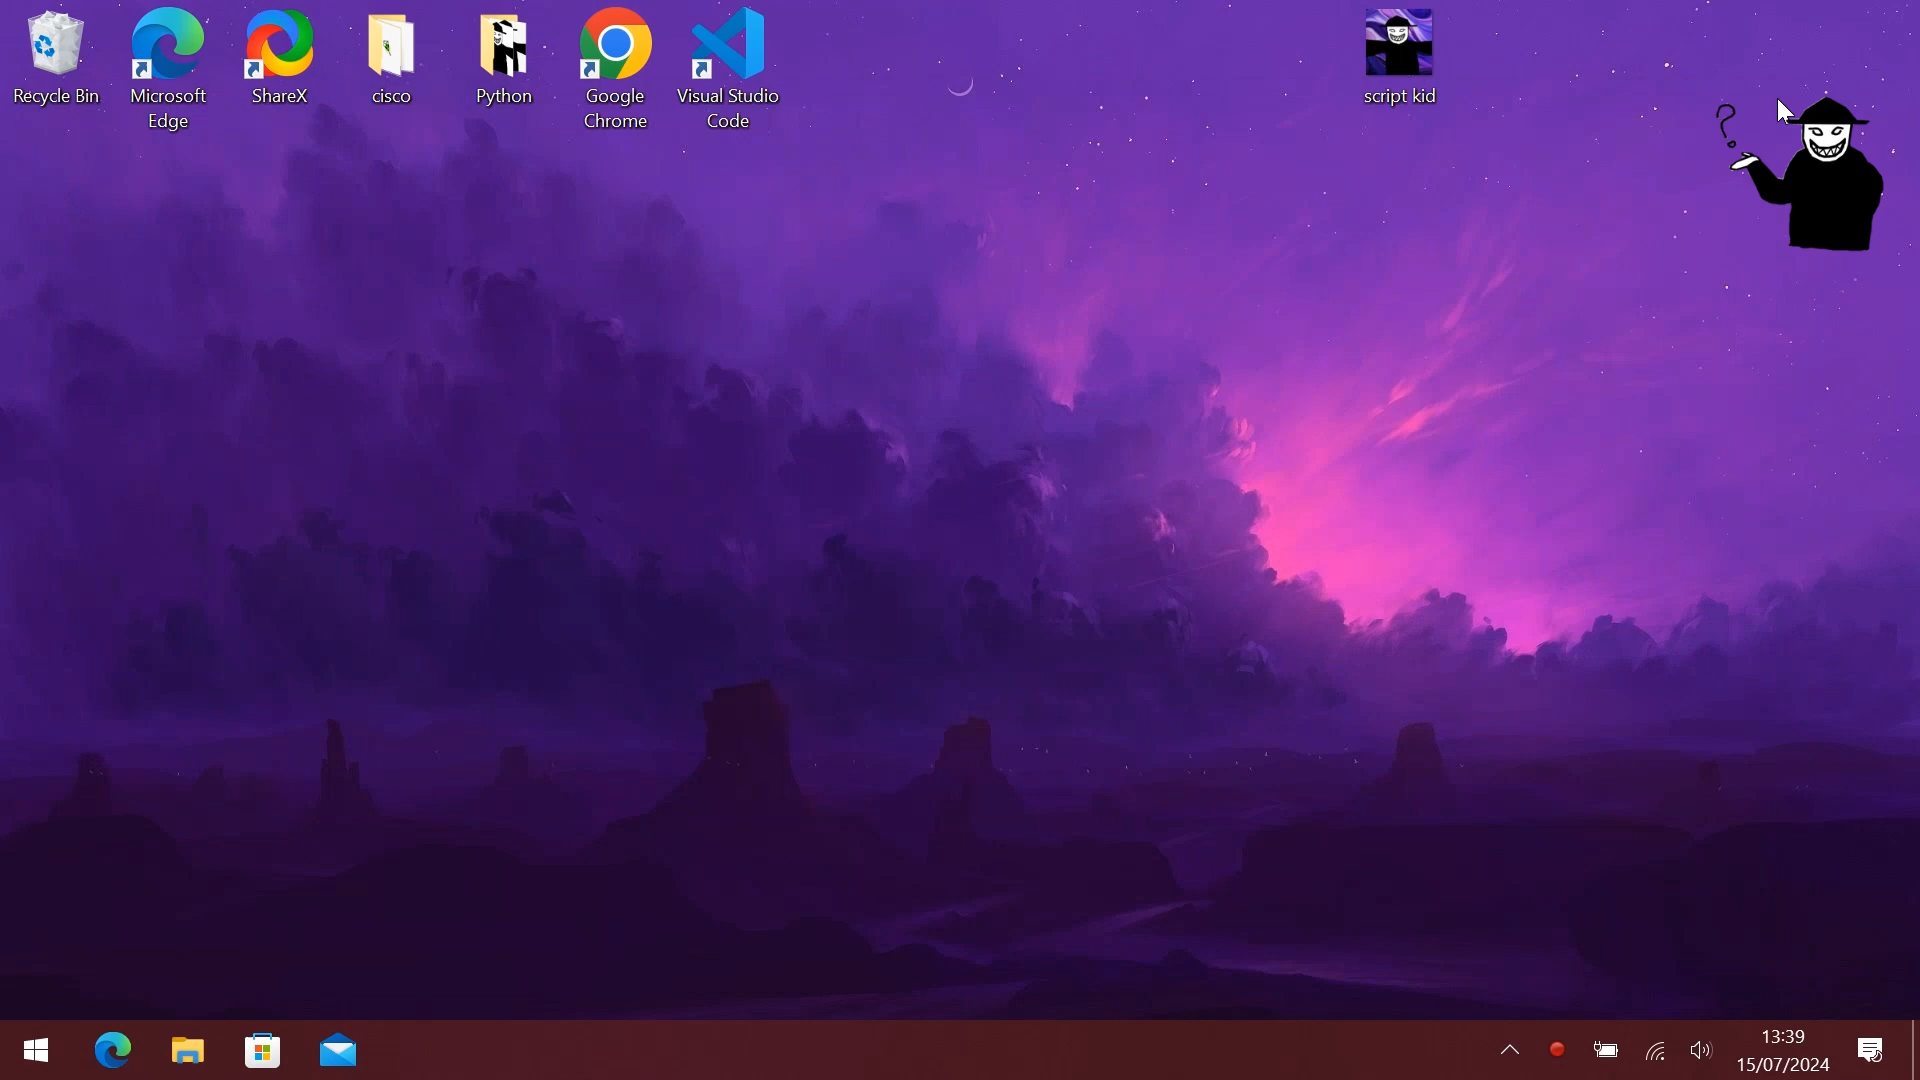 Recycle Bin
Microsoft
Edge
ShareX
cisco
Python
Google
Chrome
Visual Studio
Code
script kid
?
13:39
15/07/2024